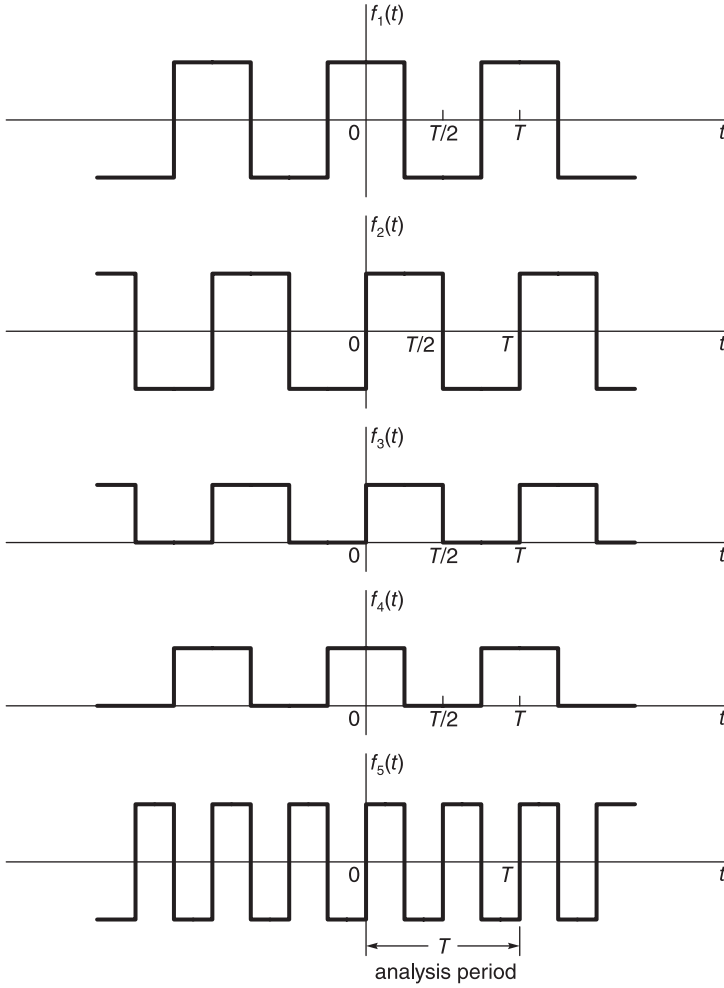 f₁(t)
0 T/2 T t
f₂(t)
0 T/2 T t
f₃(t)
0 T/2 T t
f₄(t)
0 T/2 T t
f₅(t)
0 T t
T
analysis period